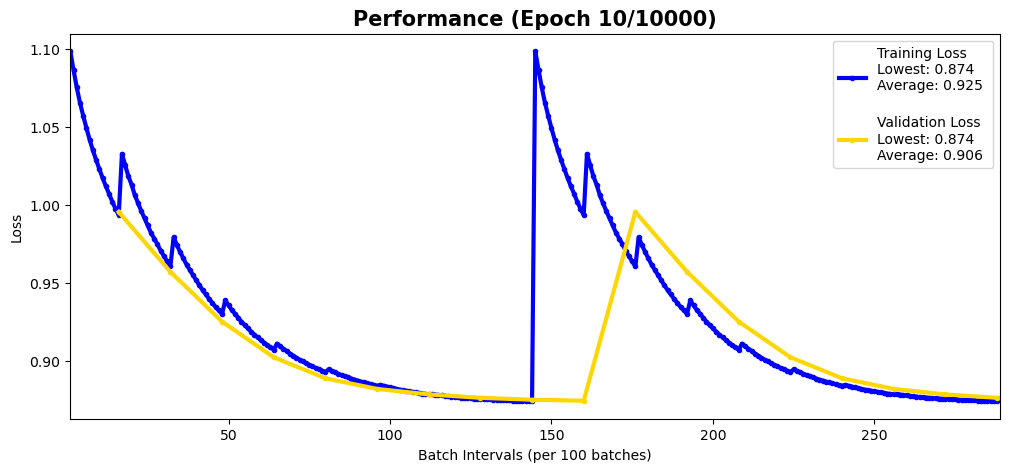 Performance (Epoch 10/10000)
1.10
1.05
1.00
0.95
0.90
Loss
Training Loss
Lowest: 0.874
Average: 0.925
Validation Loss
Lowest: 0.874
Average: 0.906
50
100
150
200
250
Batch Intervals (per 100 batches)